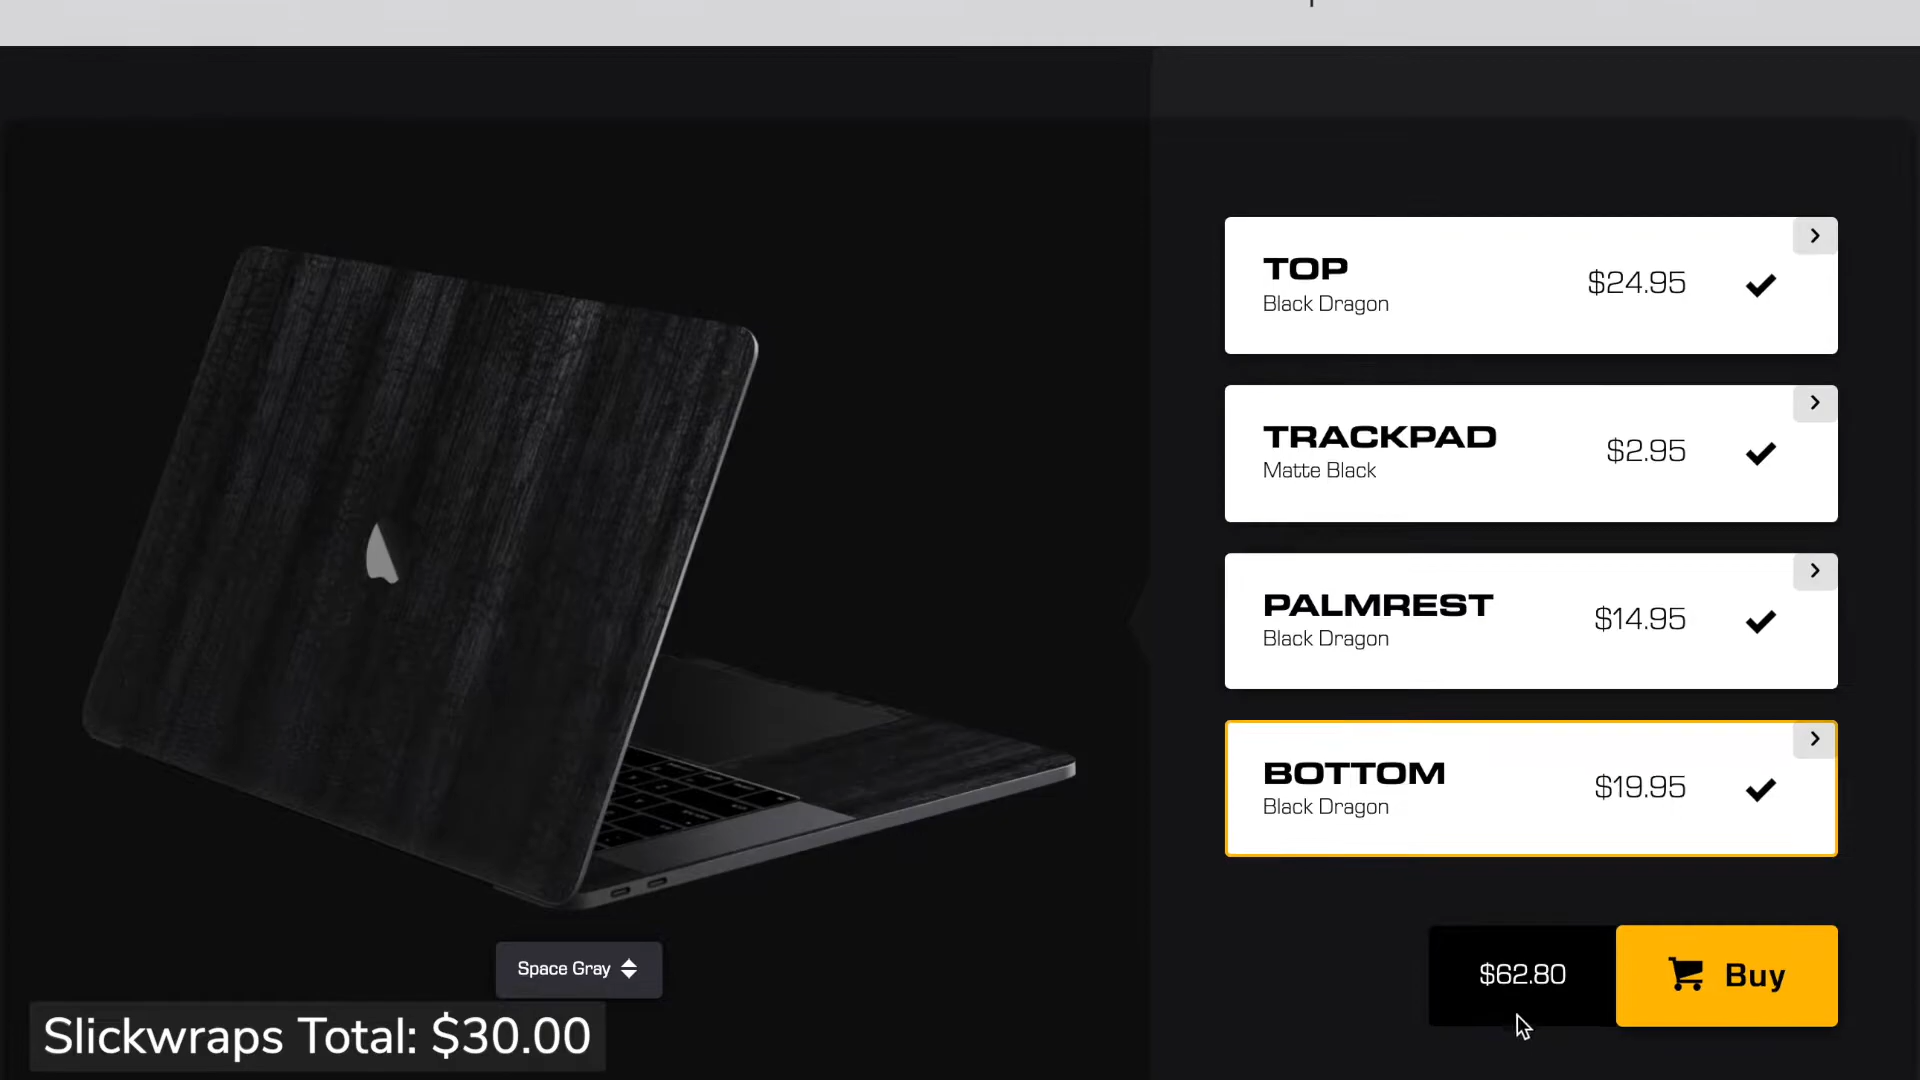 TOP
Black Dragon
$24.95
TRACKPAD
Matte Black
$2.95
PALMREST
Black Dragon
$14.95
BOTTOM
Black Dragon
$19.95
Space Gray
$62.80
Buy
Slickwraps Total: $30.00